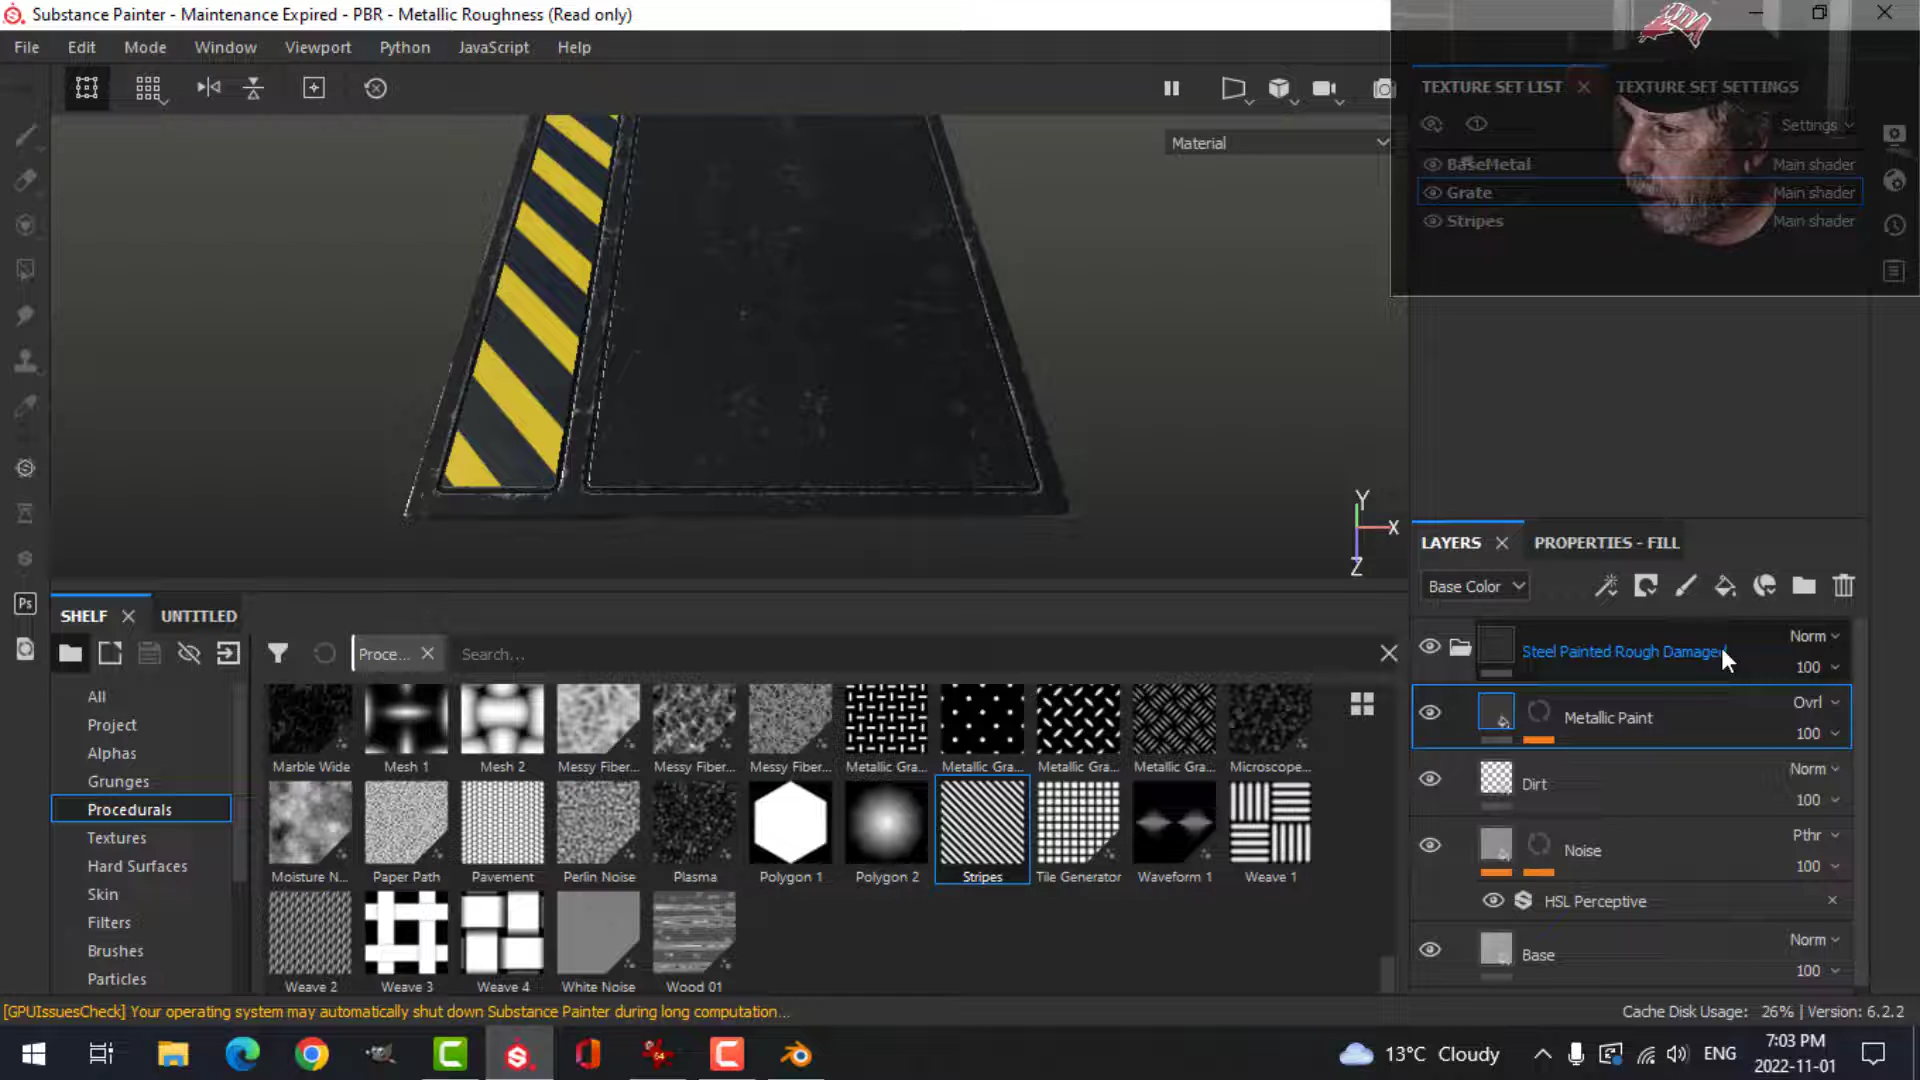 Substance Painter - Maintenance Expired - PBR - Metallic Roughness (Read only)
File Edit Mode Window Viewport Python JavaScript Help
Material
TEXTURE SET LIST TEXTURE SET SETTINGS
Settings
BaseMetal Main shader
Grate Main shader
Stripes Main shader
Y
X
Z
LAYERS PROPERTIES - FILL
Base Color
Steel Painted Rough Damaged Norm
100
Metallic Paint Ovrl
100
Dirt Norm
100
Noise Pthr
100
HSL Perceptive
Base Norm
100
Ps
SHELF UNTITLED
Proce... Search...
All
Project
Alphas
Grunges
Procedurals
Textures
Hard Surfaces
Skin
Filters
Brushes
Particles
Marble Wide Mesh 1 Mesh 2 Messy Fiber... Messy Fiber... Messy Fiber... Metallic Gra... Metallic Gra... Metallic Gra... Metallic Gra... Microscope...
Moisture N... Paper Path Pavement Perlin Noise Plasma Polygon 1 Polygon 2 Stripes Tile Generator Waveform 1 Weave 1
Weave 2 Weave 3 Weave 4 White Noise Wood 01
[GPUIssuesCheck] Your operating system may automatically shut down Substance Painter during long computation...
Cache Disk Usage: 26% | Version: 6.2.2
13°C Cloudy
ENG
7:03 PM
2022-11-01